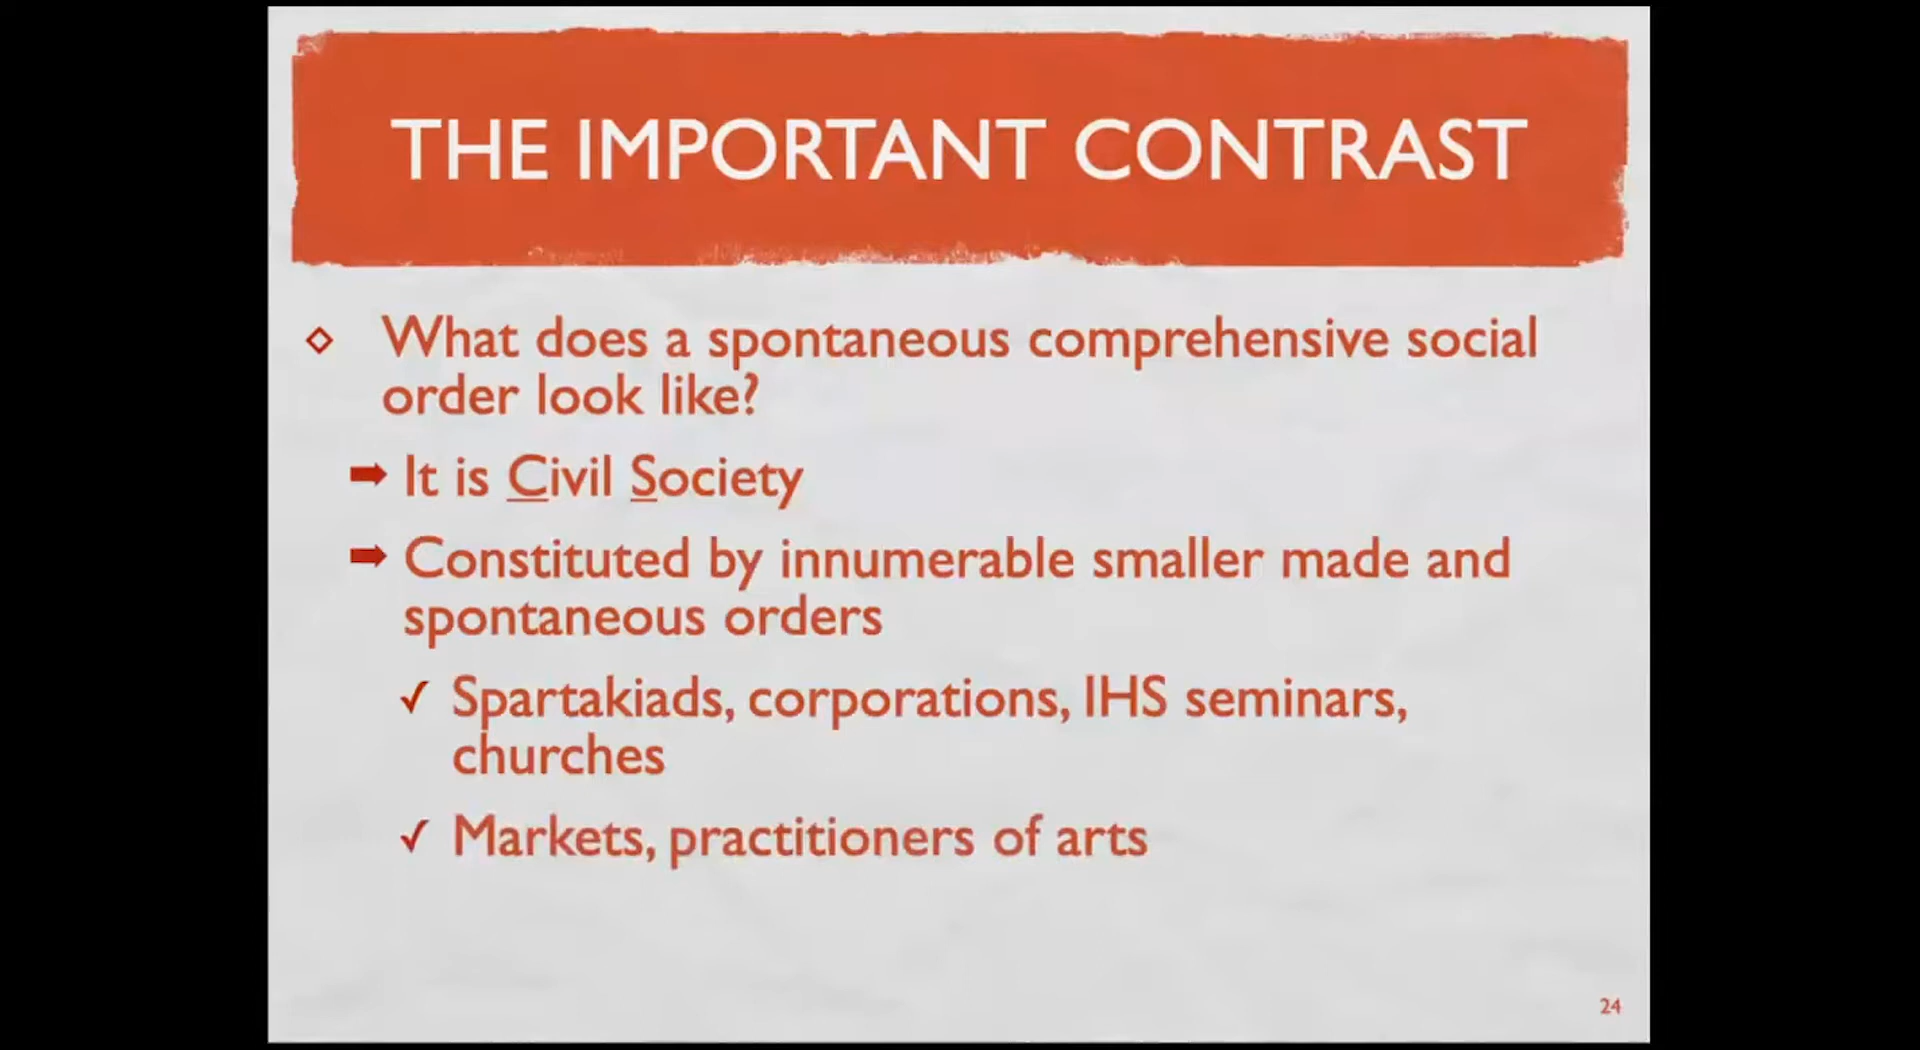 THE IMPORTANT CONTRAST
What does a spontaneous comprehensive social
order look like?
It is Civil Society
Constituted by innumerable smaller made and
spontaneous orders
Spartakiads, corporations, IHS seminars,
churches
Markets, practitioners of arts
24